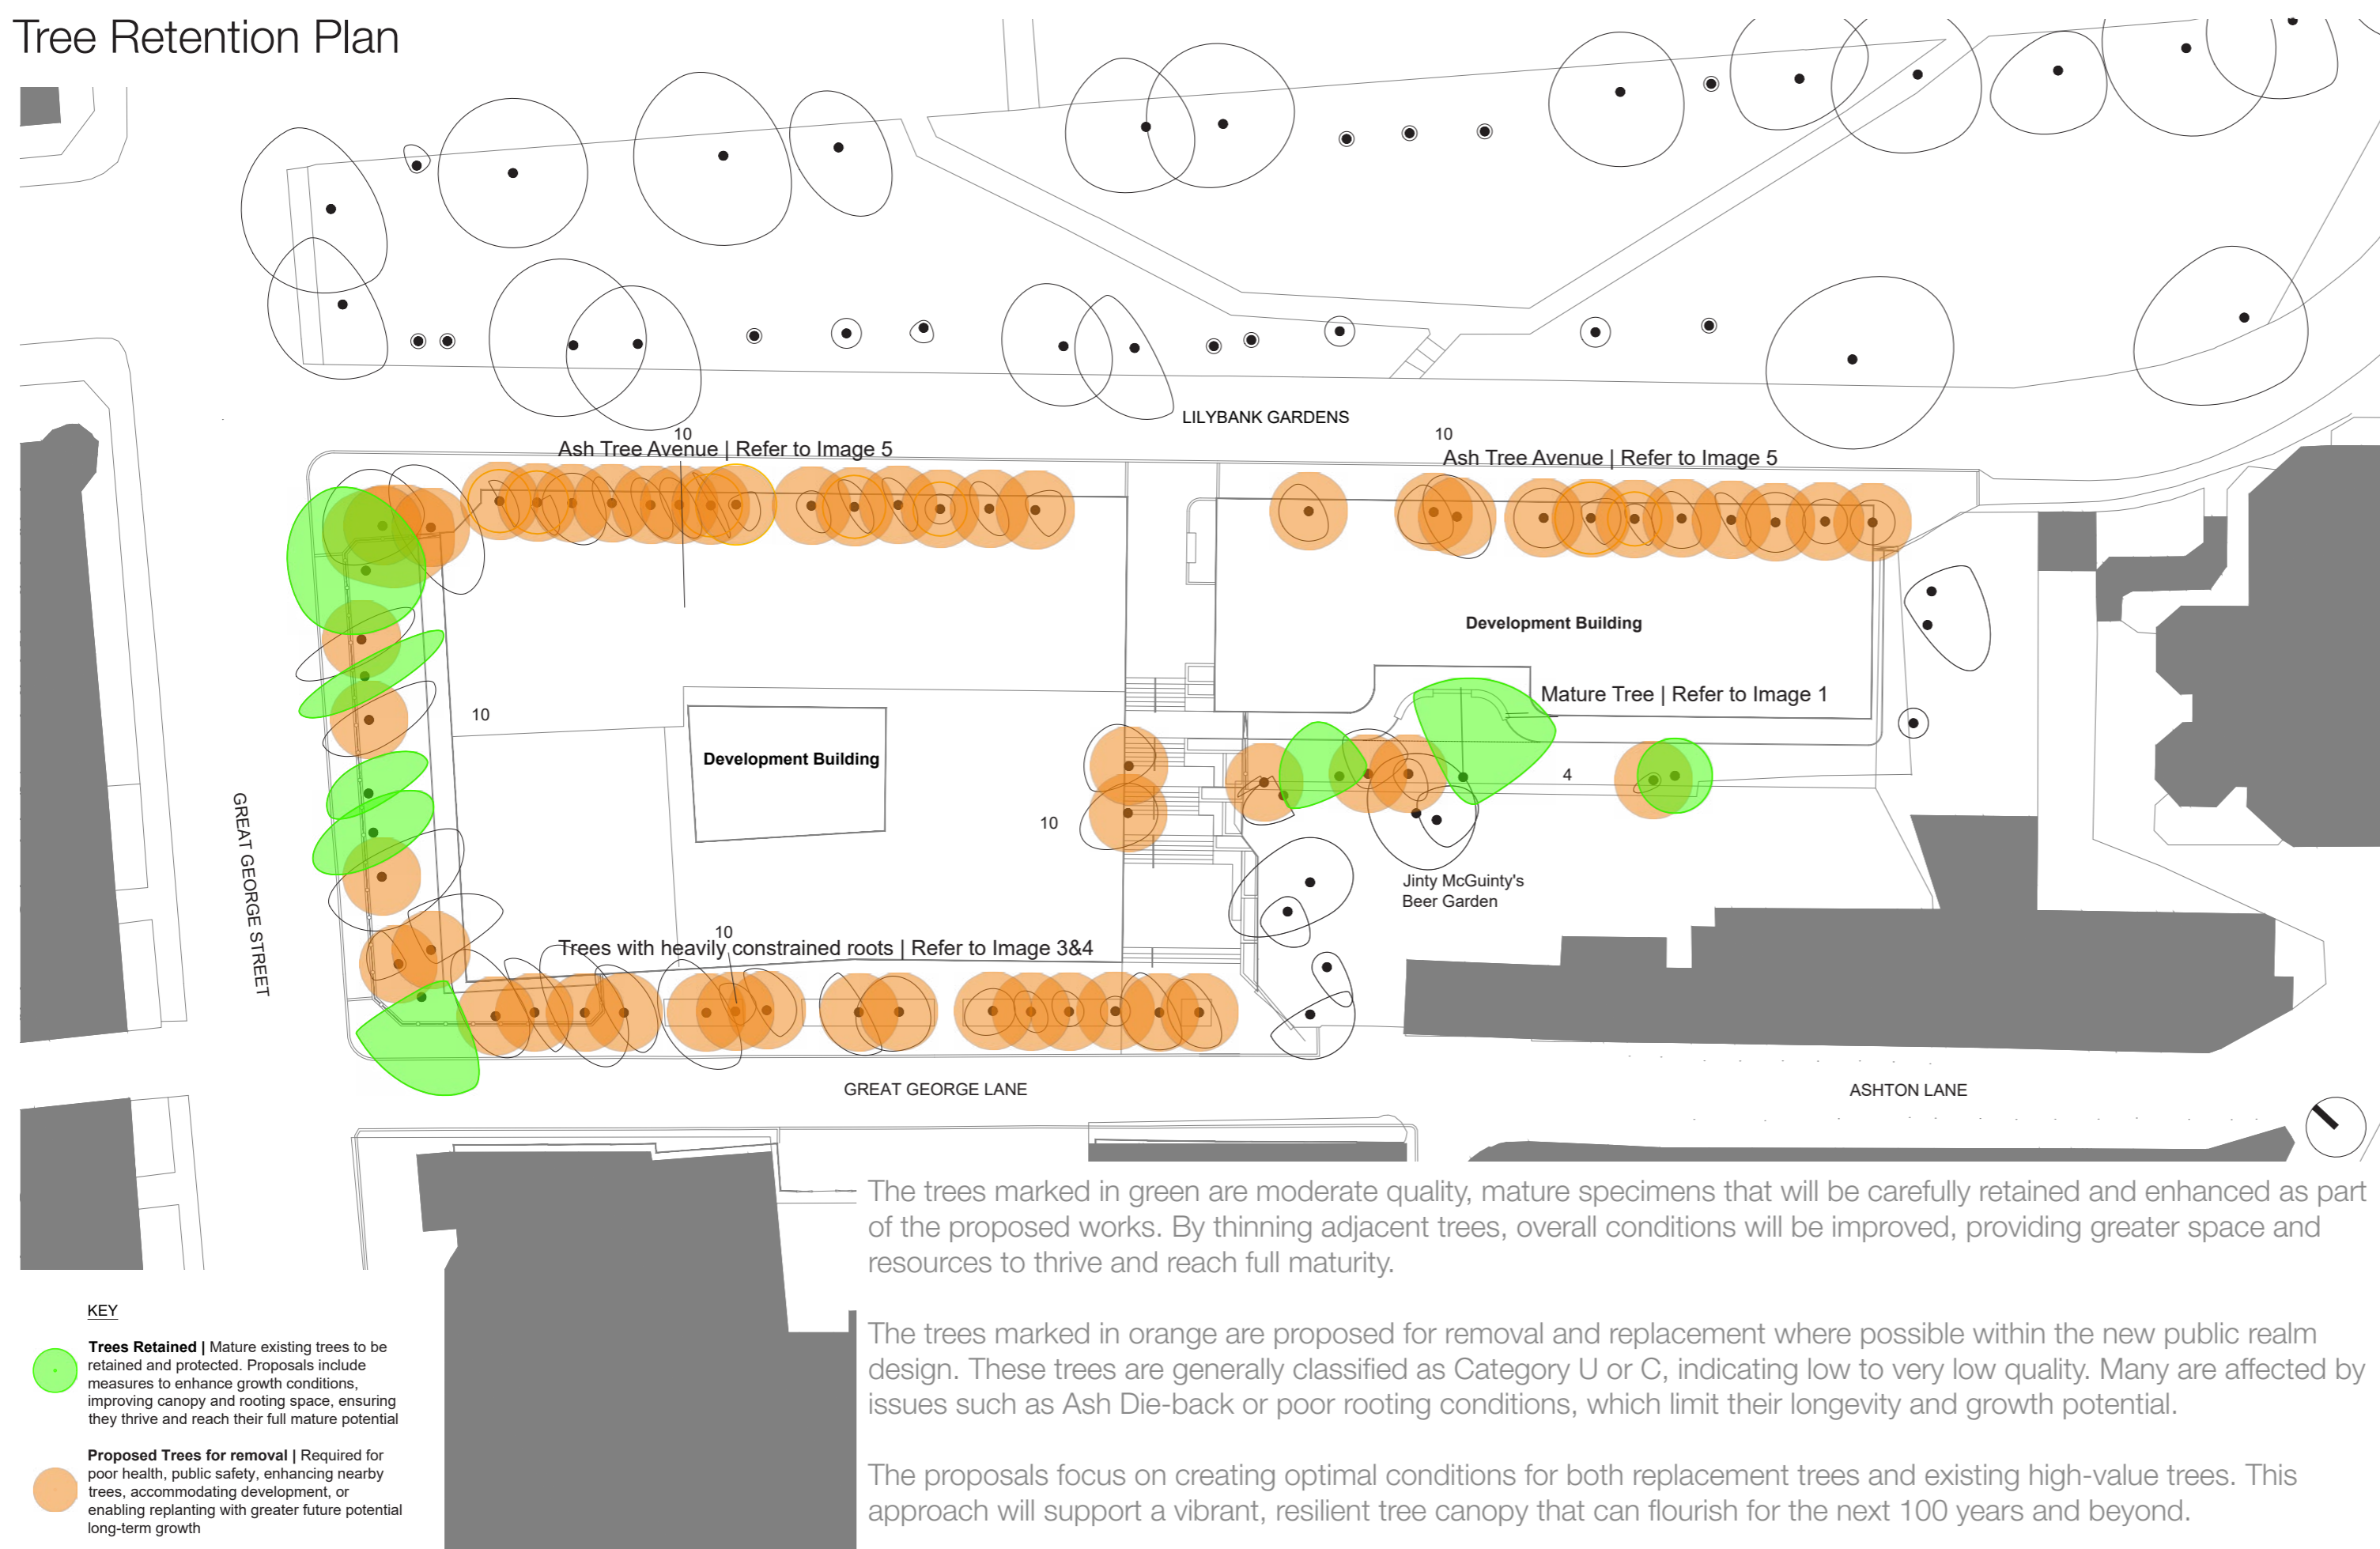 Tree Retention Plan
LILYBANK GARDENS
10
Ash Tree Avenue | Refer to Image 5
10
Ash Tree Avenue | Refer to Image 5
Development Building
Mature Tree | Refer to Image 1
10
Development Building
4
10
GREAT GEORGE STREET
Jinty McGuinty's
Beer Garden
10
Trees with heavily constrained roots | Refer to Image 3&4
GREAT GEORGE LANE
ASHTON LANE
The trees marked in green are moderate quality, mature specimens that will be carefully retained and enhanced as part
of the proposed works. By thinning adjacent trees, overall conditions will be improved, providing greater space and
resources to thrive and reach full maturity.
The trees marked in orange are proposed for removal and replacement where possible within the new public realm
design. These trees are generally classified as Category U or C, indicating low to very low quality. Many are affected by
issues such as Ash Die-back or poor rooting conditions, which limit their longevity and growth potential.
The proposals focus on creating optimal conditions for both replacement trees and existing high-value trees. This
approach will support a vibrant, resilient tree canopy that can flourish for the next 100 years and beyond.
KEY
Trees Retained | Mature existing trees to be
retained and protected. Proposals include
measures to enhance growth conditions,
improving canopy and rooting space, ensuring
they thrive and reach their full mature potential
Proposed Trees for removal | Required for
poor health, public safety, enhancing nearby
trees, accommodating development, or
enabling replanting with greater future potential
long-term growth